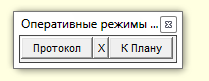 Оперативные режимы ...
Протокол X К Плану